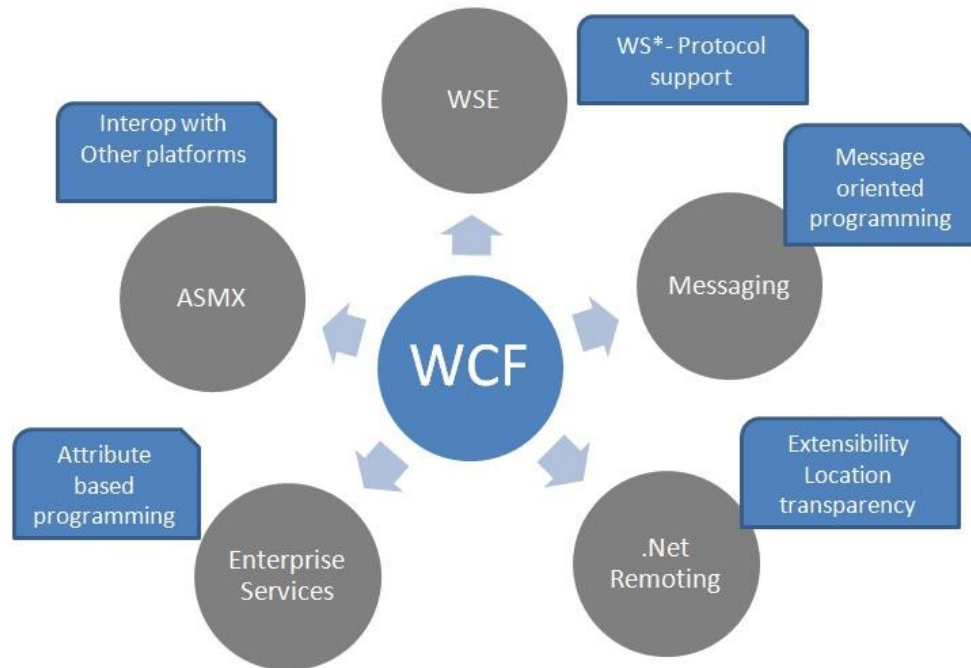 WS*- Protocol
support
WSE
Interop with
Other platforms
Message
oriented
programming
ASMX
Messaging
WCF
Attribute
based
programming
Extensibility
Location
transparency
Enterprise
Services
.Net
Remoting